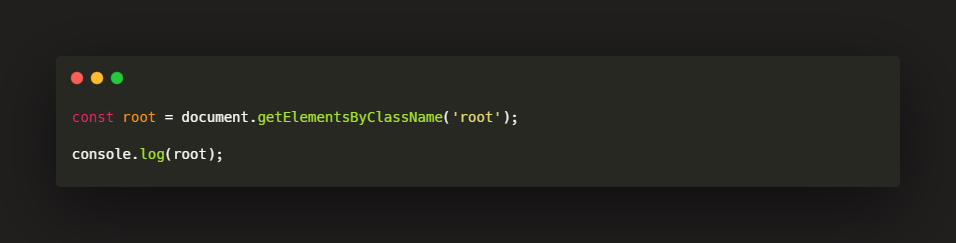 const root = document.getElementsByClassName('root');
console.log(root);